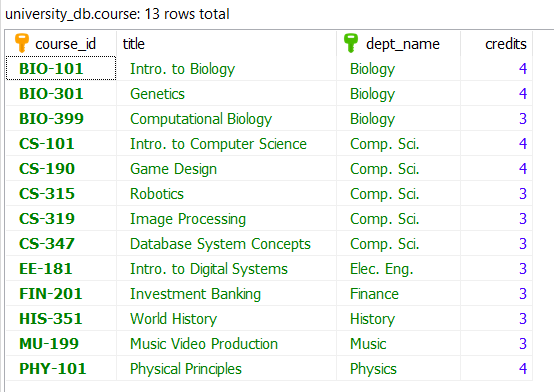 university_db.course: 13 rows total
course_id title dept_name credits
BIO-101 Intro. to Biology Biology 4
BIO-301 Genetics Biology 4
BIO-399 Computational Biology Biology 3
CS-101 Intro. to Computer Science Comp. Sci. 4
CS-190 Game Design Comp. Sci. 4
CS-315 Robotics Comp. Sci. 3
CS-319 Image Processing Comp. Sci. 3
CS-347 Database System Concepts Comp. Sci. 3
EE-181 Intro. to Digital Systems Elec. Eng. 3
FIN-201 Investment Banking Finance 3
HIS-351 World History History 3
MU-199 Music Video Production Music 3
PHY-101 Physical Principles Physics 4